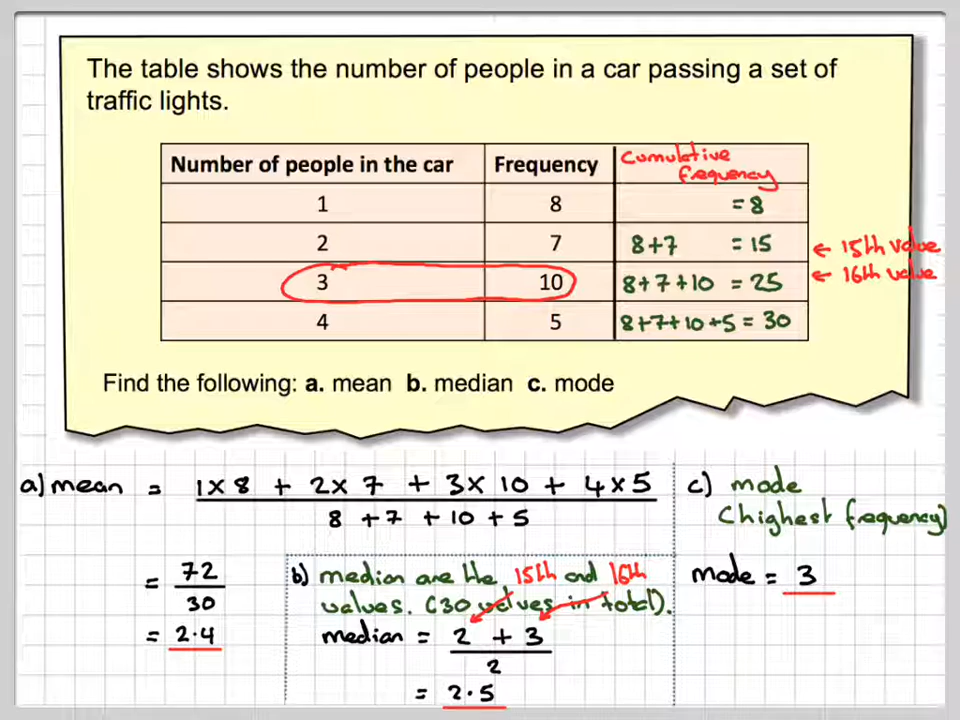 The table shows the number of people in a car passing a set of
traffic lights.
Number of people in the car Frequency Cumulative frequency
1 8 = 8
2 7 8+7 = 15 ← 15th value
3 10 8+7+10 = 25 ← 16th value
4 5 8+7+10+5 = 30
Find the following: a. mean b. median c. mode
a) mean = 1×8 + 2×7 + 3×10 + 4×5
8 + 7 + 10 + 5
= 72
30
= 2.4
b) median are the 15th and 16th
values. (30 values in total).
median = 2 + 3
2
= 2.5
c) mode
(highest frequency)
mode = 3